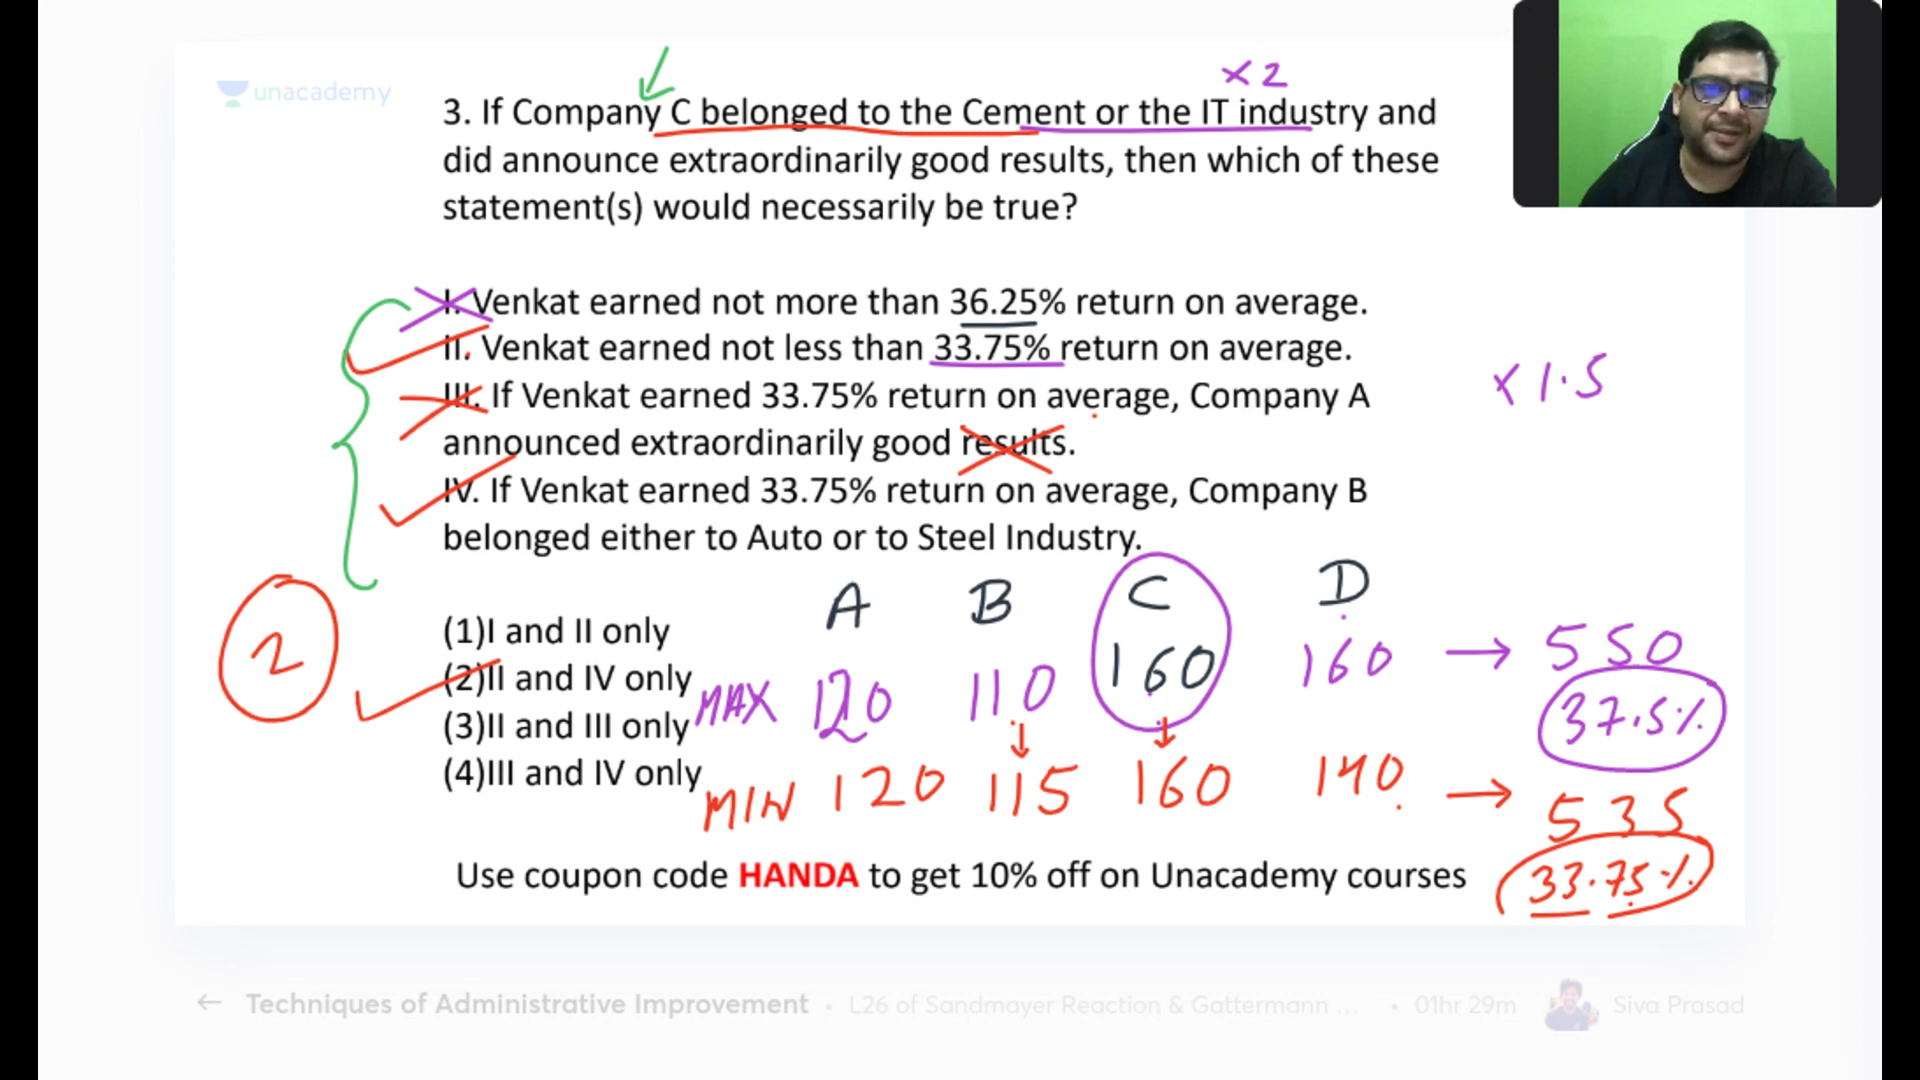 unacademy
× 2
3. If Company C belonged to the Cement or the IT industry and
did announce extraordinarily good results, then which of these
statement(s) would necessarily be true?
I. Venkat earned not more than 36.25% return on average.
II. Venkat earned not less than 33.75% return on average.
III. If Venkat earned 33.75% return on average, Company A
announced extraordinarily good results.
× 1.5
IV. If Venkat earned 33.75% return on average, Company B
belonged either to Auto or to Steel Industry.
2
(1)I and II only
(2)II and IV only
(3)II and III only
(4)III and IV only
A B C D
MAX 120 110 160 160 → 550
37.5%
MIN 120 115 160 140 → 535
33.75%
Use coupon code HANDA to get 10% off on Unacademy courses
← Techniques of Administrative Improvement • L26 of Sandmayer Reaction & Gattermann ... • 01hr 29m Siva Prasad